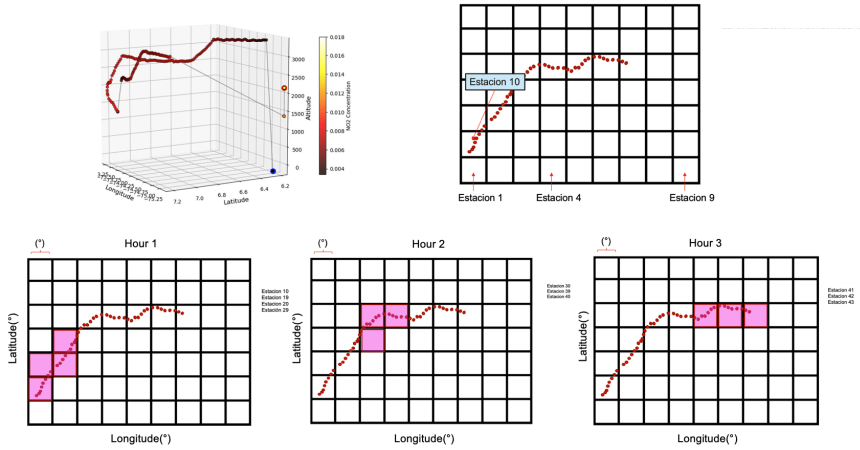 0.018
0.016
0.014
0.012
0.010
0.008
0.006
0.004
NO2 Concentration
3000
2500
2000
1500
1000
500
0
Altitude
Longitude
7.2
7.0
6.8
6.6
6.4
6.2
Latitude
Estacion 10
Estacion 1
Estacion 4
Estacion 9
(°)
Hour 1
Estacion 10
Estacion 19
Estacion 20
Estación 29
Latitude(°)
Longitude(°)
(°)
Hour 2
Estacion 30
Estacion 39
Estacion 40
Latitude(°)
Longitude(°)
(°)
Hour 3
Estacion 41
Estacion 42
Estacion 43
Latitude(°)
Longitude(°)